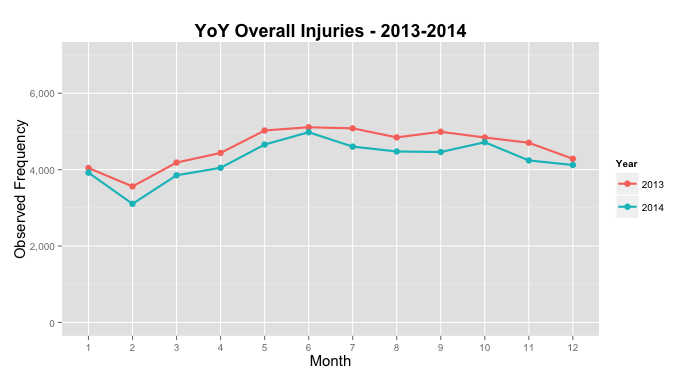 YoY Overall Injuries - 2013-2014
Observed Frequency
6,000
4,000
2,000
0
1 2 3 4 5 6 7 8 9 10 11 12
Month
Year
2013
2014